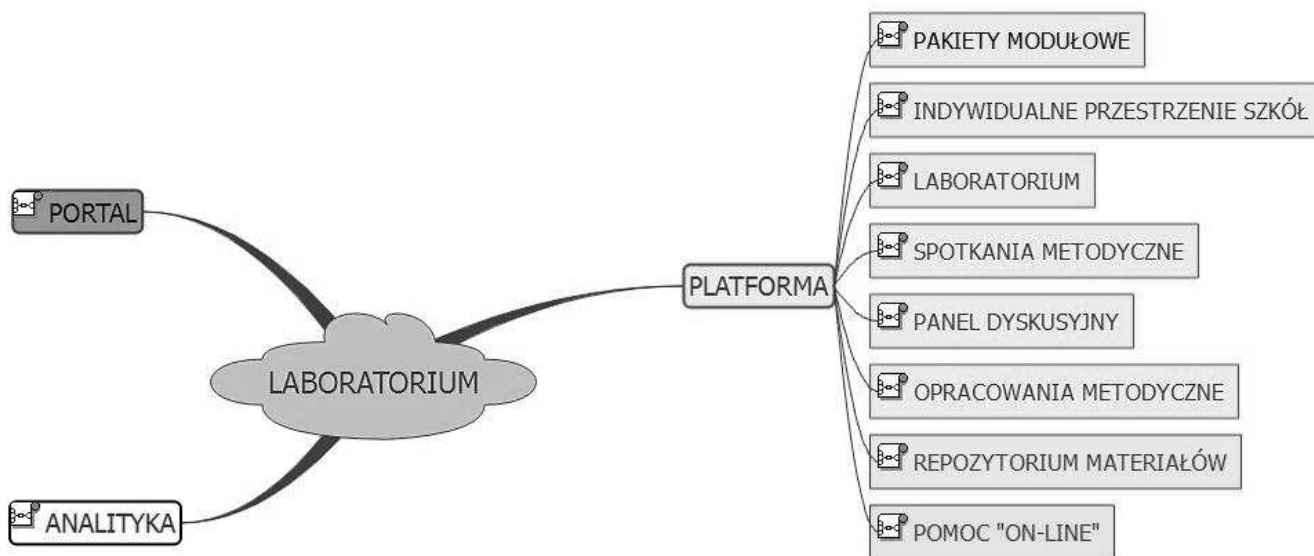 PORTAL
LABORATORIUM
ANALITYKA
PLATFORMA
PAKIETY MODUŁOWE
INDYWIDUALNE PRZESTRZENIE SZKÓŁ
LABORATORIUM
SPOTKANIA METODYCZNE
PANEL DYSKUSYJNY
OPRACOWANIA METODYCZNE
REPOZYTORIUM MATERIAŁÓW
POMOC "ON-LINE"